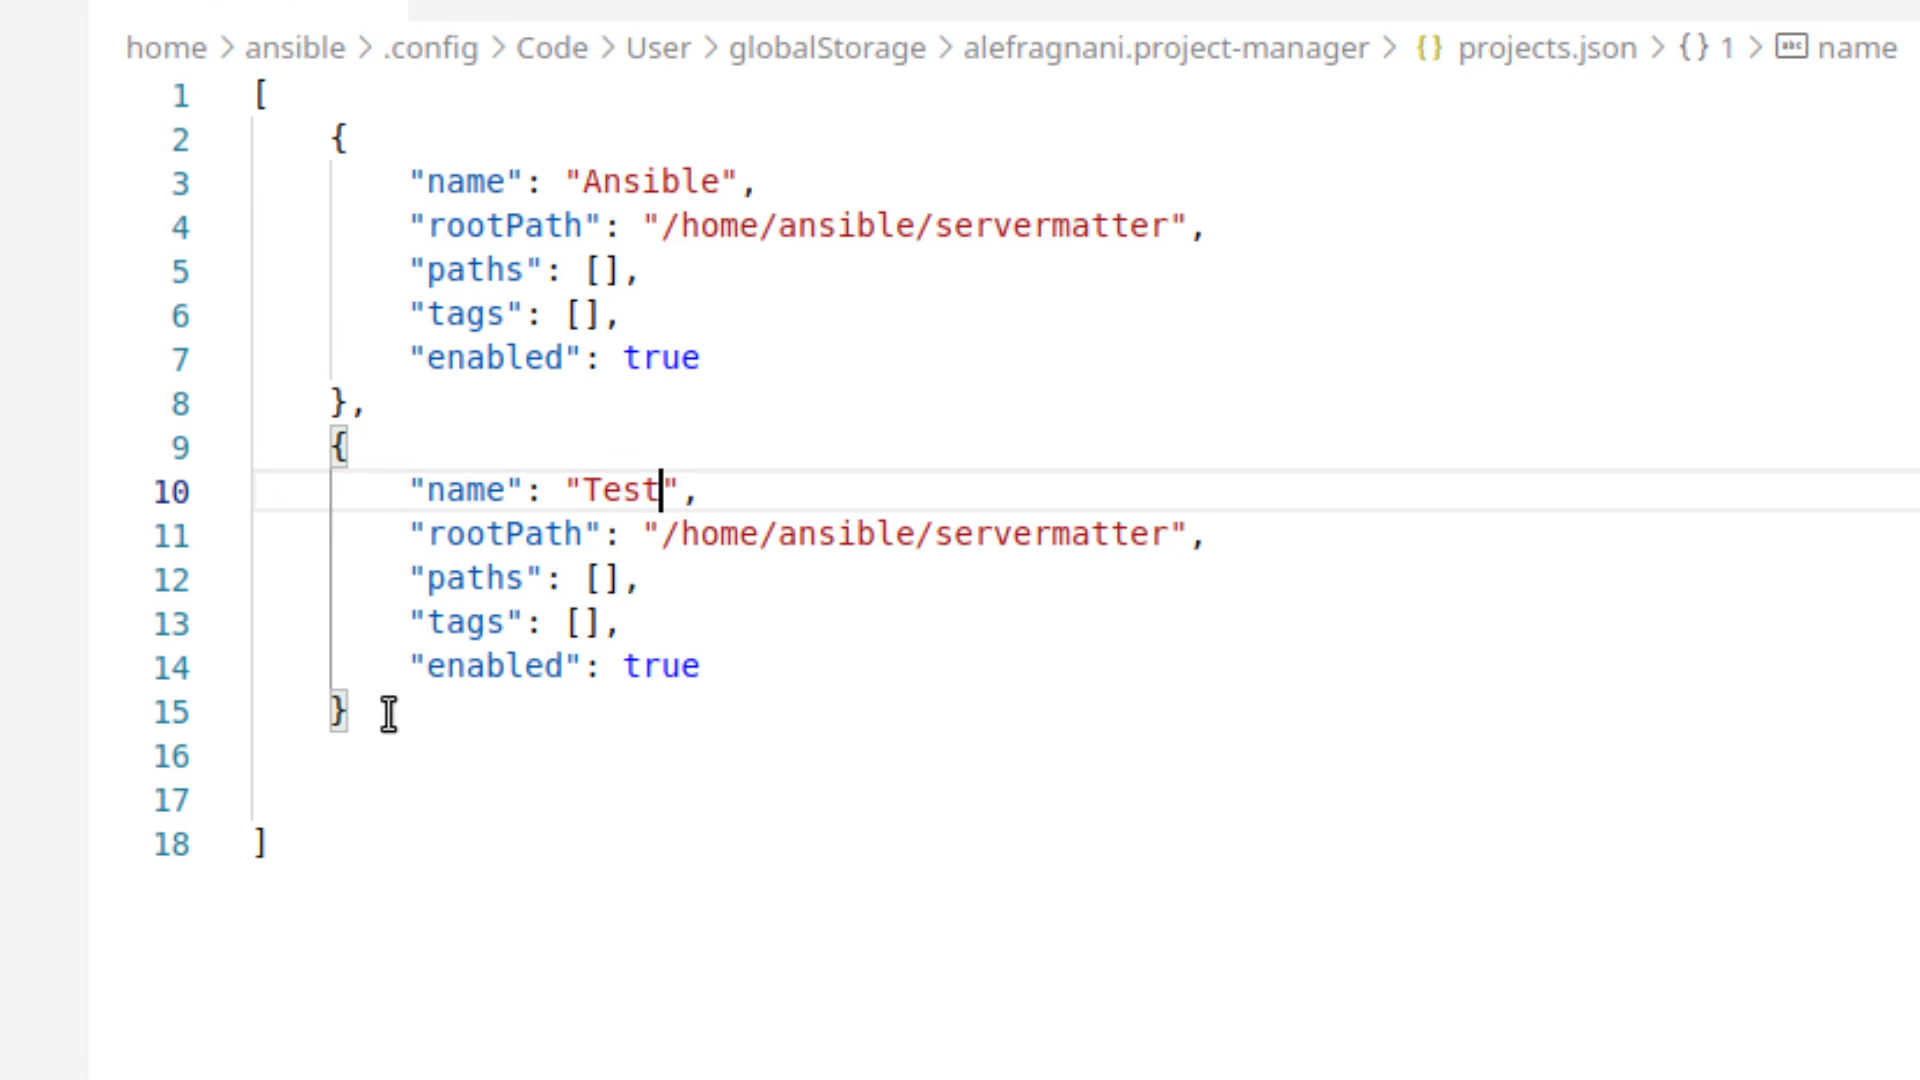 home > ansible > .config > Code > User > globalStorage > alefragnani.project-manager > {} projects.json > {} 1 > abc name
1 [
2 {
3 "name": "Ansible",
4 "rootPath": "/home/ansible/servermatter",
5 "paths": [],
6 "tags": [],
7 "enabled": true
8 },
9 {
10 "name": "Test",
11 "rootPath": "/home/ansible/servermatter",
12 "paths": [],
13 "tags": [],
14 "enabled": true
15 }
16
17
18 ]